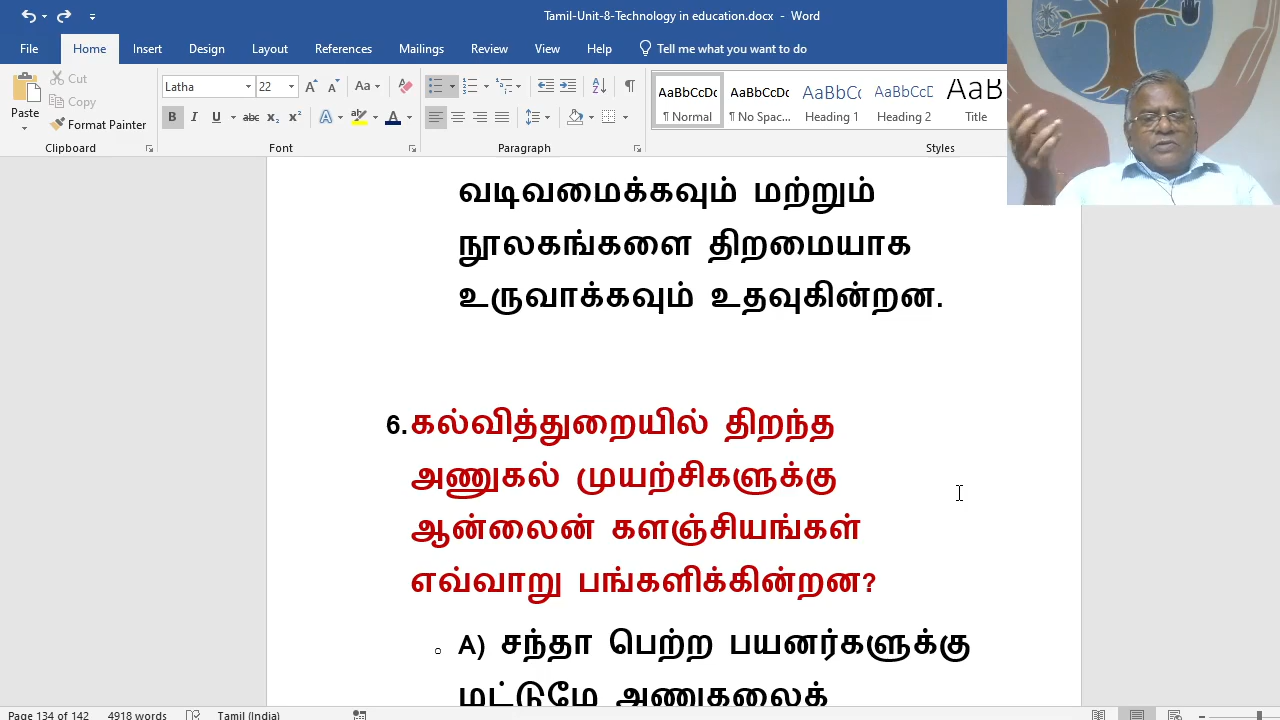 Tamil-Unit-8-Technology in education.docx - Word
File Home Insert Design Layout References Mailings Review View Help Tell me what you want to do
Cut
Copy
Paste
Format Painter
Latha 22
Clipboard Font Paragraph Styles
AaBbCcDc AaBbCcDc AaBbCc AaBbCcD AaB
¶ Normal ¶ No Spac... Heading 1 Heading 2 Title
வடிவமைக்கவும் மற்றும்
நூலகங்களை திறமையாக
உருவாக்கவும் உதவுகின்றன.
6.கல்வித்துறையில் திறந்த
அணுகல் முயற்சிகளுக்கு
ஆன்லைன் களஞ்சியங்கள்
எவ்வாறு பங்களிக்கின்றன?
A) சந்தா பெற்ற பயனர்களுக்கு
மட்டுமே அணுகலைக்
Page 134 of 142 4918 words Tamil (India)